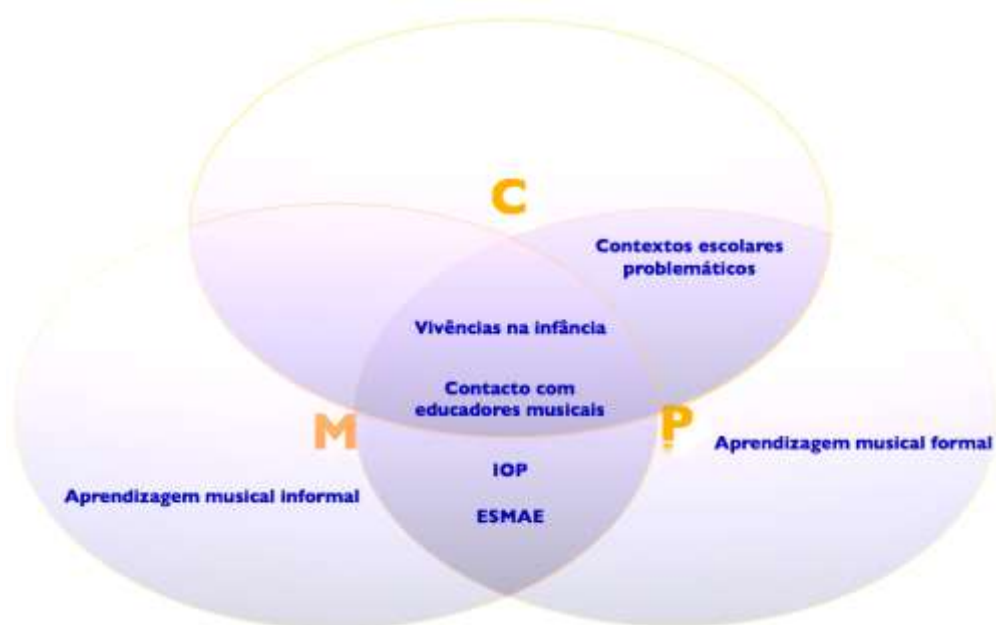 C
Contextos escolares
problemáticos
Vivências na infância
Contacto com
educadores musicais
M
P
Aprendizagem musical formal
IOP
Aprendizagem musical informal
ESMAE